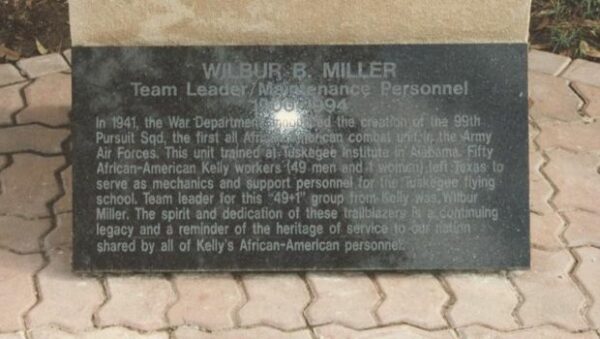 WILBUR B. MILLER
Team Leader/Maintenance Personnel
1994
In 1941, the War Department announced the creation of the 99th
Pursuit Sqd, the first all African-American combat unit in the Army
Air Forces. This unit trained at Tuskegee Institute in Alabama. Fifty
African-American Kelly workers (49 men and 1 woman) left Texas to
serve as mechanics and support personnel for the Tuskegee flying
school. Team leader for this "49+1" group from Kelly was Wilbur
Miller. The spirit and dedication of these trailblazers is a continuing
legacy and a reminder of the heritage of service to our nation
shared by all of Kelly's African-American personnel.